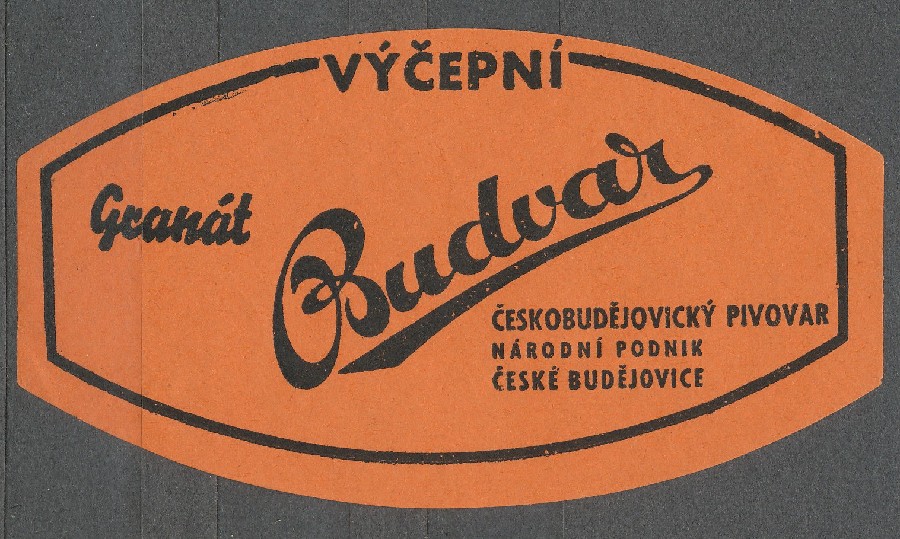 VÝČEPNÍ
Granát
Budvar
ČESKOBUDĚJOVICKÝ PIVOVAR
NÁRODNÍ PODNIK
ČESKÉ BUDĚJOVICE